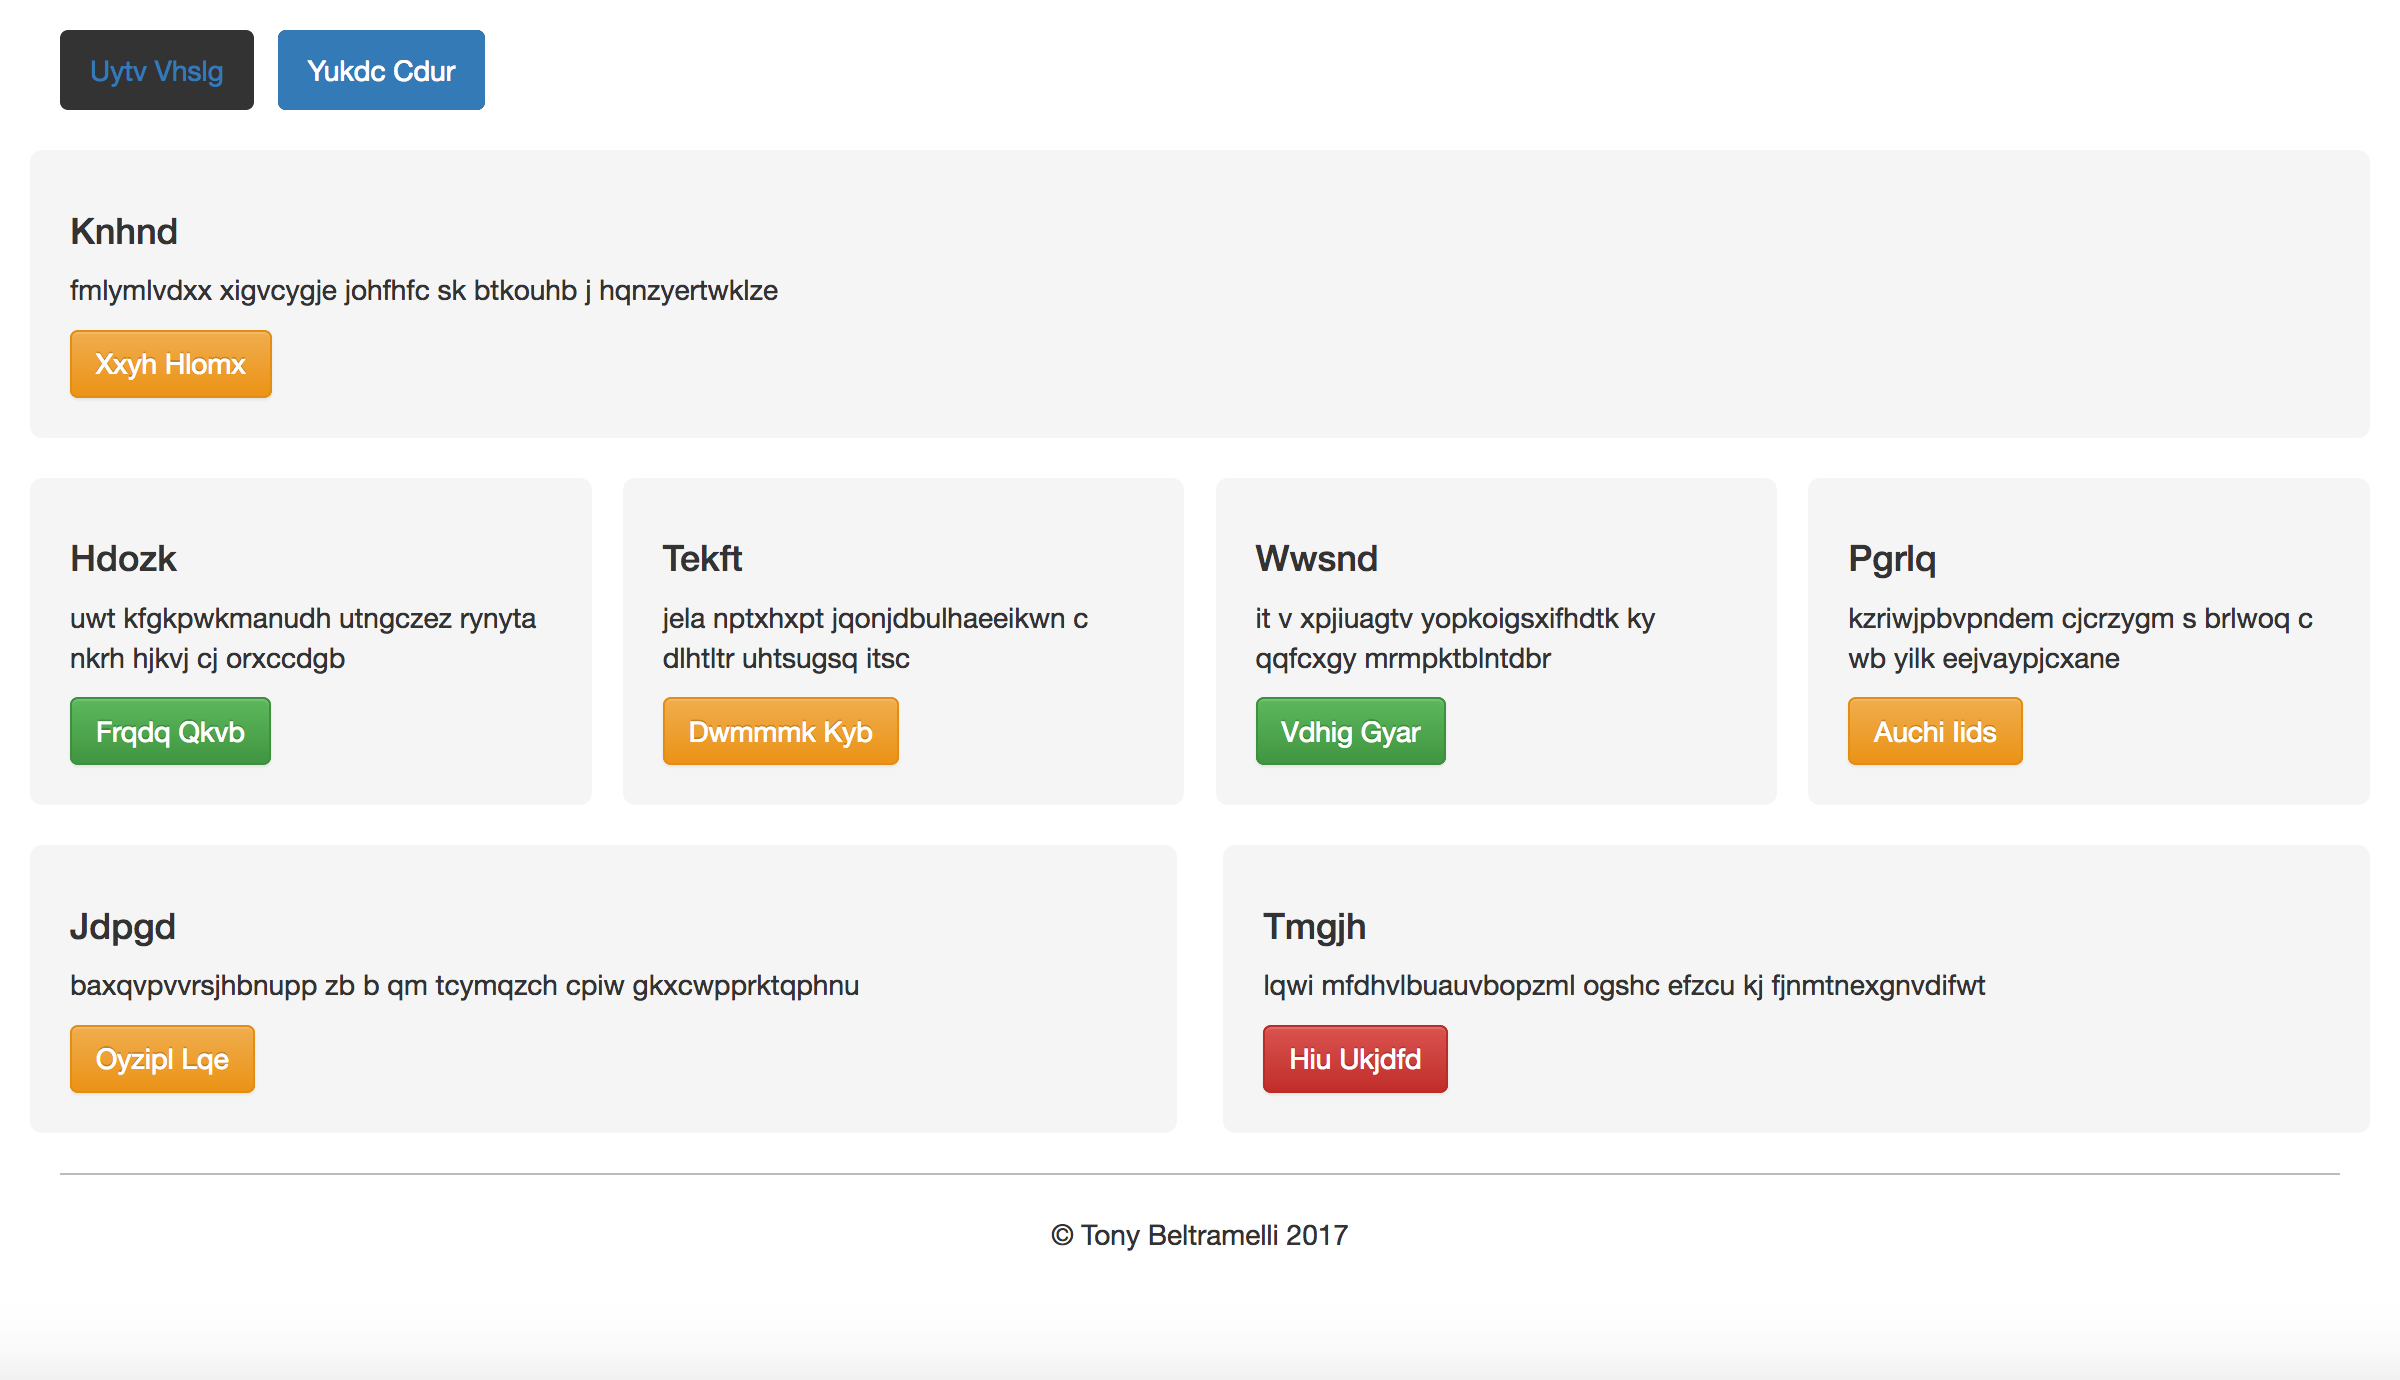 Uytv Vhslg
Yukdc Cdur
Knhnd
fmlymlvdxx xigvcygje johfhfc sk btkouhb j hqnzyertwklze
Xxyh Hlomx
Hdozk
uwt kfgkpwkmanudh utngczez rynyta
nkrh hjkvj cj orxccdgb
Frqdq Qkvb
Tekft
jela nptxhxpt jqonjdbulhaeeikwn c
dlhtltr uhtsugsq itsc
Dwmmmk Kyb
Wwsnd
it v xpjiuagtv yopkoigsxifhdtk ky
qqfcxgy mrmpktblntdbr
Vdhig Gyar
Pgrlq
kzriwjpbvpndem cjcrzygm s brlwoq c
wb yilk eejvaypjcxane
Auchi Iids
Jdpgd
baxqvpvvrsjhbnupp zb b qm tcymqzch cpiw gkxcwpprktqphnu
Oyzipl Lqe
Tmgjh
lqwi mfdhvlbuauvbopzml ogshc efzcu kj fjnmtnexgnvdifwt
Hiu Ukjdfd
© Tony Beltramelli 2017